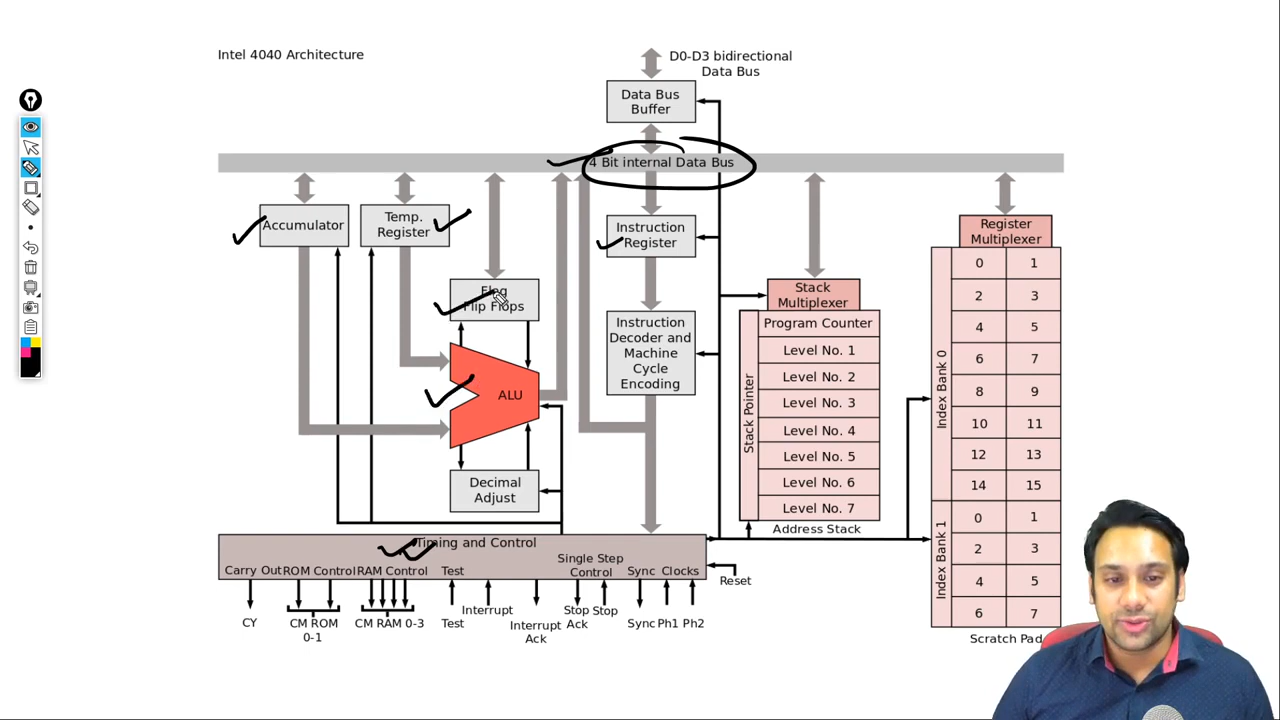 Intel 4040 Architecture
D0-D3 bidirectional
Data Bus
Data Bus
Buffer
4 Bit internal Data Bus
Accumulator
Temp.
Register
Flag
Flip Flops
ALU
Decimal
Adjust
Instruction
Register
Instruction
Decoder and
Machine
Cycle
Encoding
Stack
Multiplexer
Stack Pointer
Program Counter
Level No. 1
Level No. 2
Level No. 3
Level No. 4
Level No. 5
Level No. 6
Level No. 7
Address Stack
Register
Multiplexer
Index Bank 0
0 1
2 3
4 5
6 7
8 9
10 11
12 13
14 15
Index Bank 1
0 1
2 3
4 5
6 7
Scratch Pad
Timing and Control
Carry Out ROM Control RAM Control Test
Single Step
Control
Sync Clocks
Reset
CY
CM ROM
0-1
CM RAM 0-3
Test
Interrupt
Interrupt
Ack
Stop
Ack
Stop
Sync Ph1 Ph2